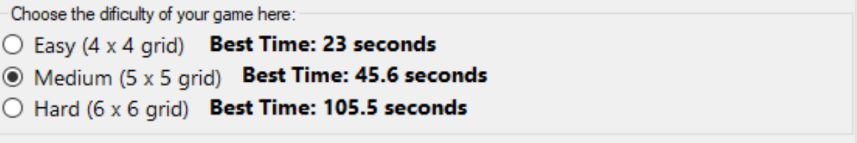 Choose the dificulty of your game here:
Easy (4 x 4 grid) Best Time: 23 seconds
Medium (5 x 5 grid) Best Time: 45.6 seconds
Hard (6 x 6 grid) Best Time: 105.5 seconds